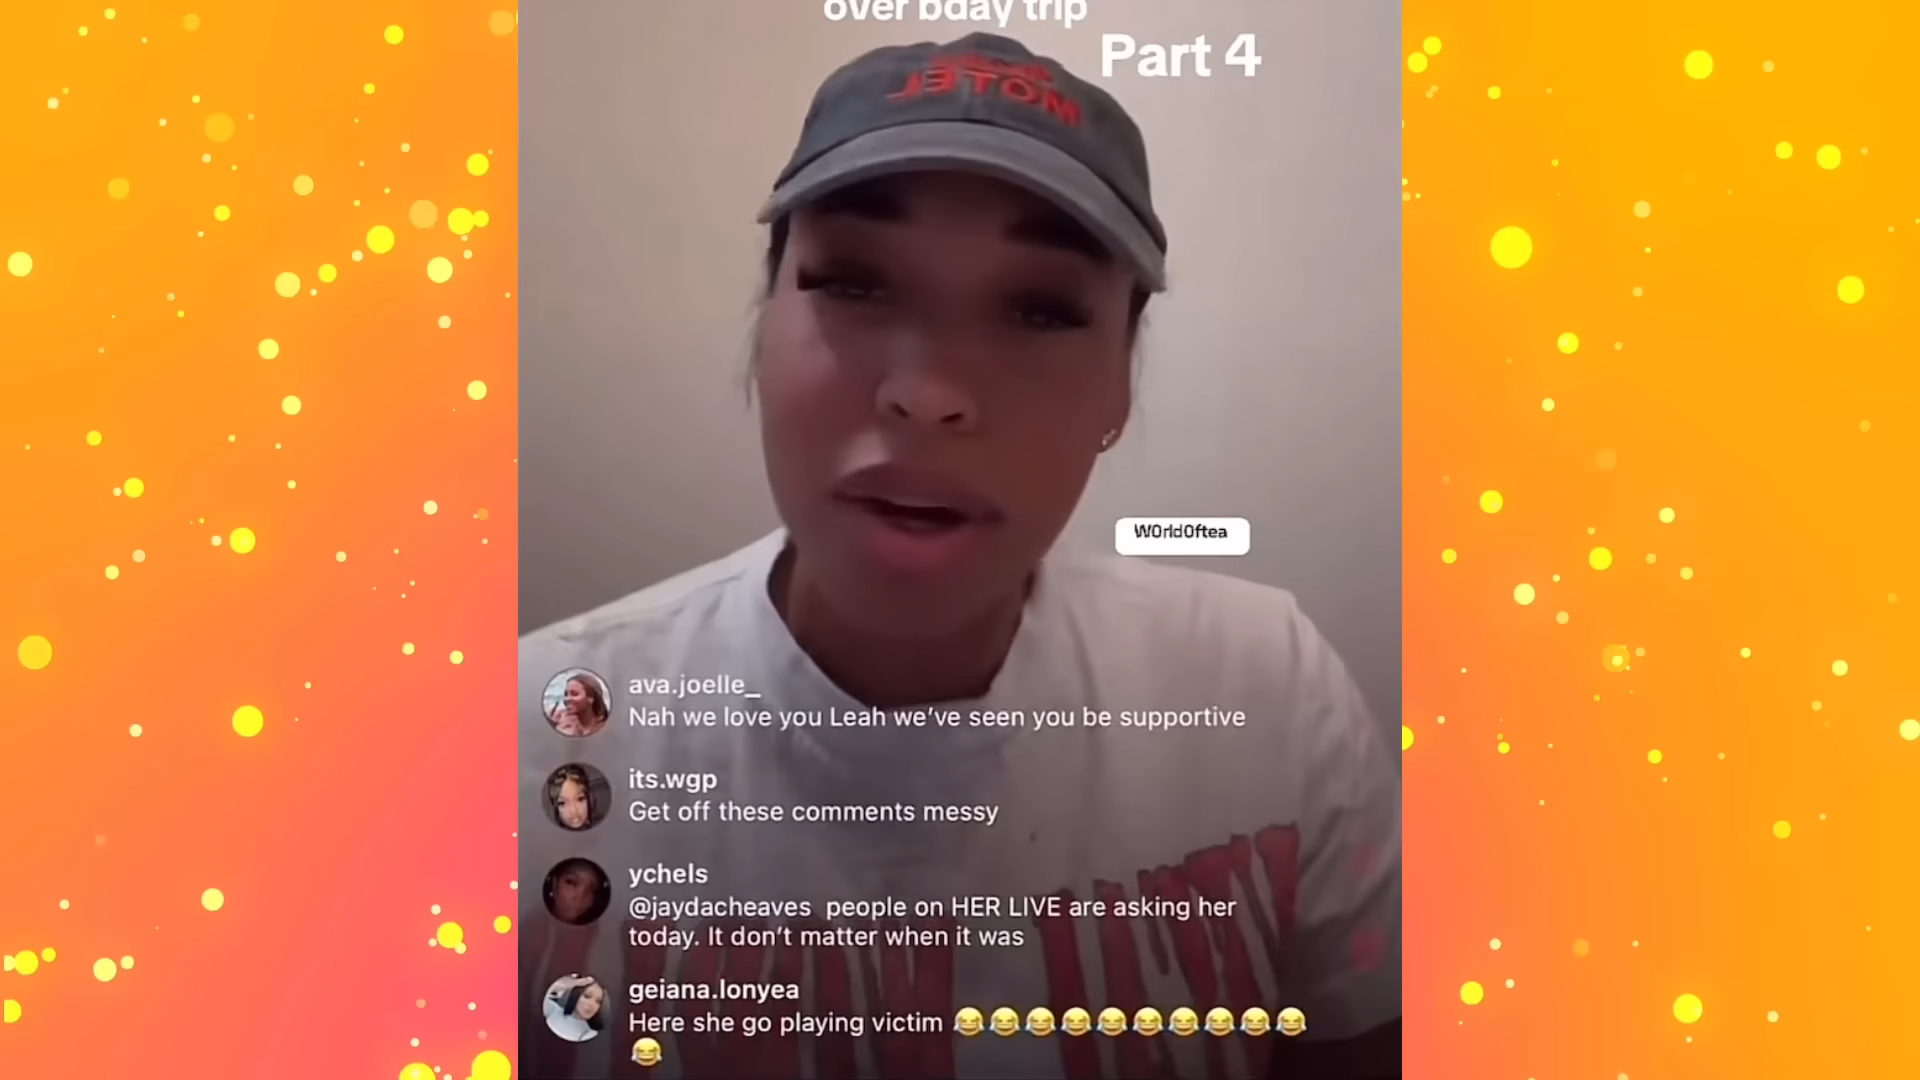 over bday trip
Part 4
MOTEL
W0rld0ftea
ava.joelle_
Nah we love you Leah we’ve seen you be supportive
its.wgp
Get off these comments messy
ychels
@jaydacheaves people on HER LIVE are asking her
today. It don’t matter when it was
geiana.lonyea
Here she go playing victim 😂😂😂😂😂😂😂😂😂😂
😂